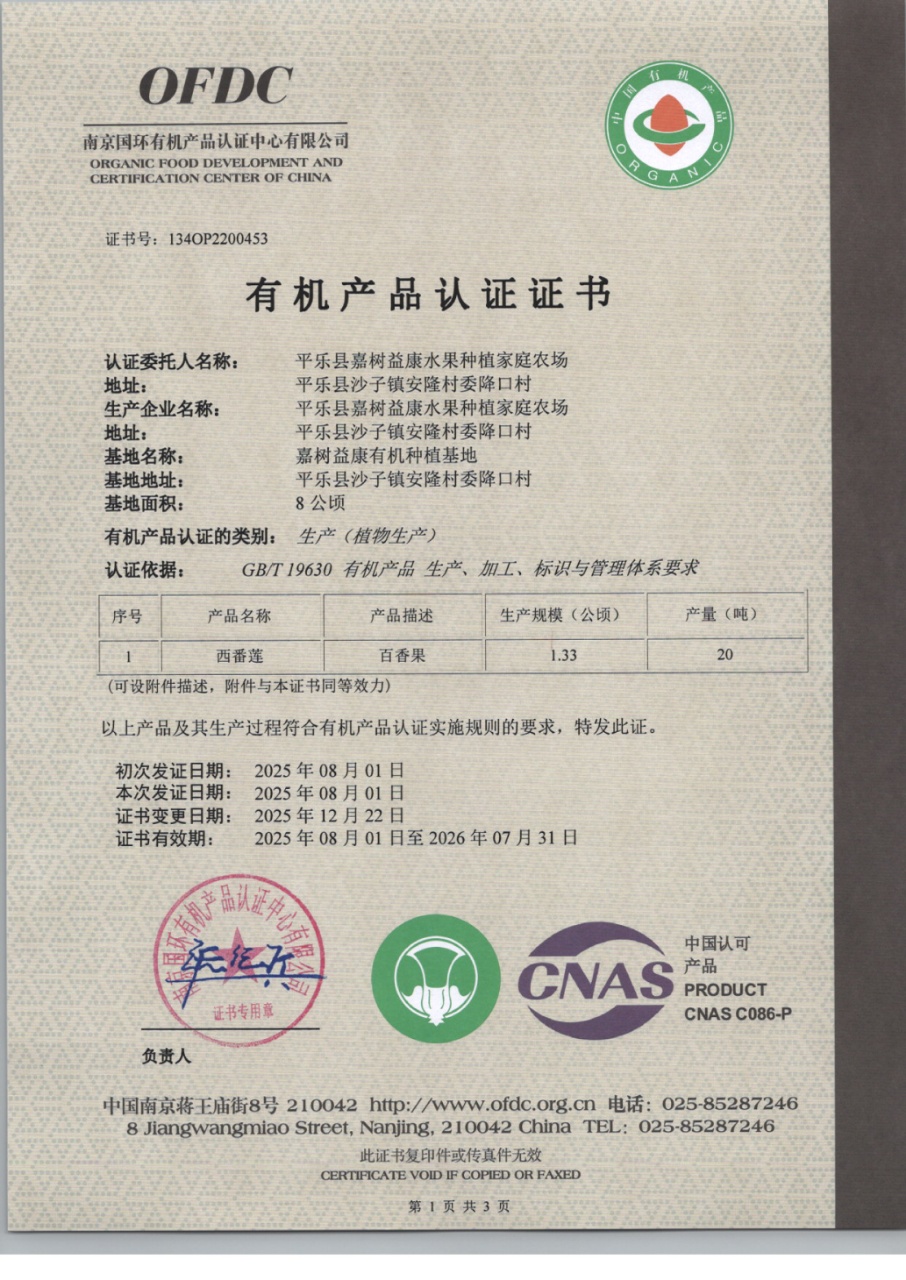 OFDC
南京国环有机产品认证中心有限公司
ORGANIC FOOD DEVELOPMENT AND
CERTIFICATION CENTER OF CHINA
中国有机产品
ORGANIC
证书号：134OP2200453
有机产品认证证书
认证委托人名称： 平乐县嘉树益康水果种植家庭农场
地址： 平乐县沙子镇安隆村委降口村
生产企业名称： 平乐县嘉树益康水果种植家庭农场
地址： 平乐县沙子镇安隆村委降口村
基地名称： 嘉树益康有机种植基地
基地地址： 平乐县沙子镇安隆村委降口村
基地面积： 8 公顷
有机产品认证的类别： 生产（植物生产）
认证依据： GB/T 19630 有机产品 生产、加工、标识与管理体系要求
序号 产品名称 产品描述 生产规模（公顷） 产量（吨）
1 西番莲 百香果 1.33 20
(可设附件描述，附件与本证书同等效力)
以上产品及其生产过程符合有机产品认证实施规则的要求，特发此证。
初次发证日期： 2025 年 08 月 01 日
本次发证日期： 2025 年 08 月 01 日
证书变更日期： 2025 年 12 月 22 日
证书有效期： 2025 年 08 月 01 日至 2026 年 07 月 31 日
南京国环有机产品认证中心有限公司
证书专用章
负责人
CNAS
中国认可
产品
PRODUCT
CNAS C086-P
中国南京蒋王庙街8号 210042 http://www.ofdc.org.cn 电话：025-85287246
8 Jiangwangmiao Street, Nanjing, 210042 China TEL：025-85287246
此证书复印件或传真件无效
CERTIFICATE VOID IF COPIED OR FAXED
第 1 页 共 3 页